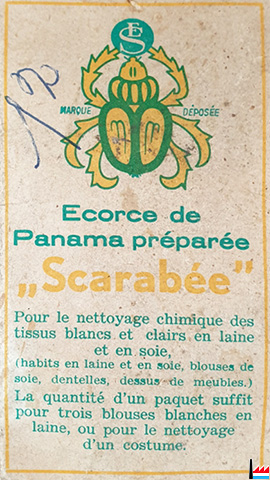 ES
MARQUE DÉPOSÉE
Ecorce de
Panama préparée
„Scarabée"
Pour le nettoyage chimique des
tissus blancs et clairs en laine
et en soie,
(habits en laine et en soie, blouses de
soie, dentelles, dessus de meubles.)
La quantité d'un paquet suffit
pour trois blouses blanches en
laine, ou pour le nettoyage
d'un costume.